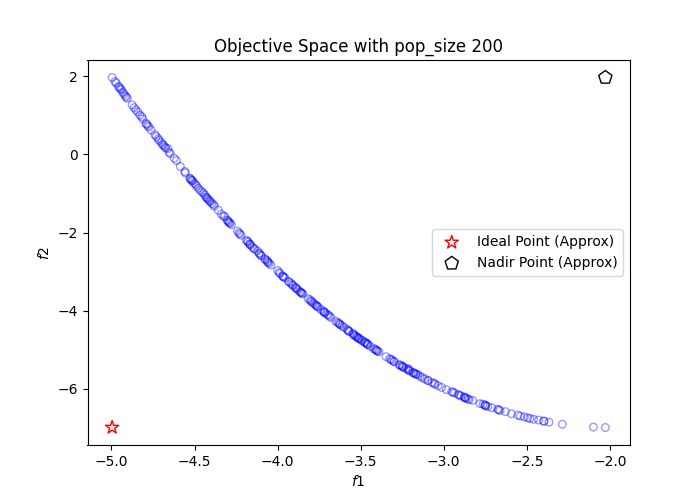 Objective Space with pop_size 200
2
0
−2
−4
−6
f2
Ideal Point (Approx)
Nadir Point (Approx)
−5.0 −4.5 −4.0 −3.5 −3.0 −2.5 −2.0
f1